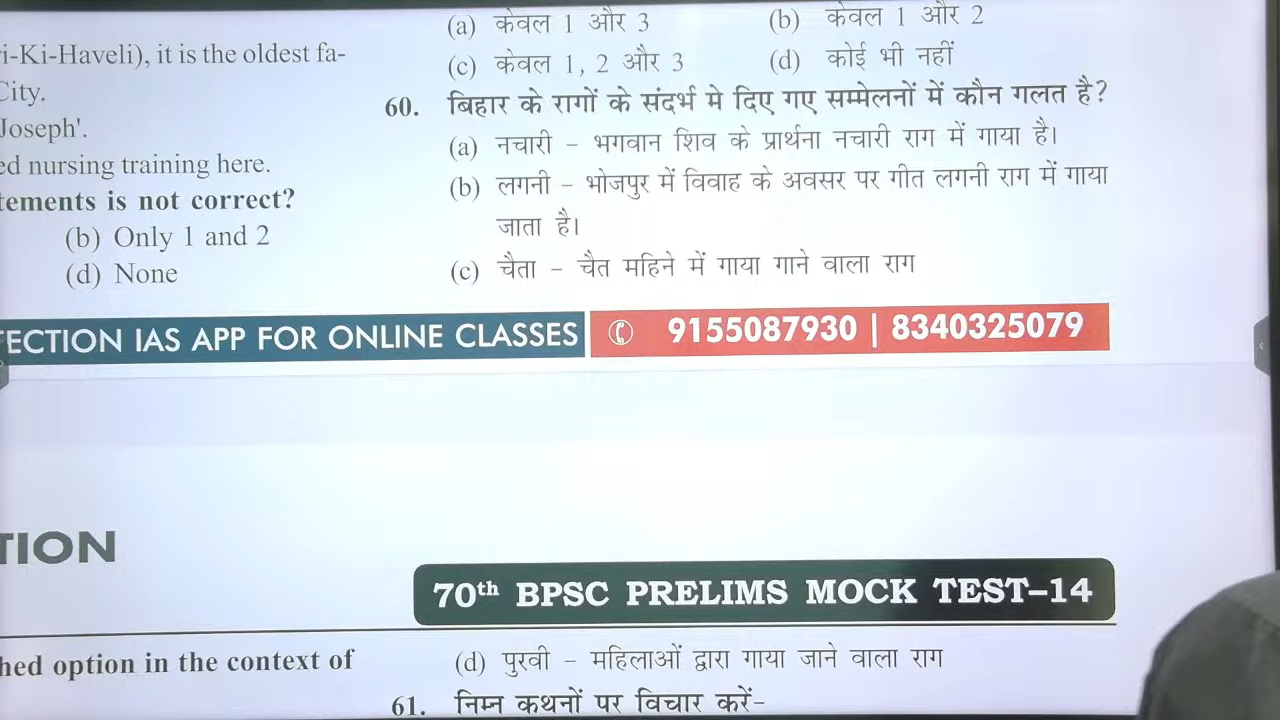 i-Ki-Haveli), it is the oldest fa-
City.
Joseph'.
ed nursing training here.
tements is not correct?
(b) Only 1 and 2
(d) None
(a) केवल 1 और 3
(b) केवल 1 और 2
(c) केवल 1, 2 और 3
(d) कोई भी नहीं
60. बिहार के रागों के संदर्भ मे दिए गए सम्मेलनों में कौन गलत है?
(a) नचारी – भगवान शिव के प्रार्थना नचारी राग में गाया है।
(b) लगनी – भोजपुर में विवाह के अवसर पर गीत लगनी राग में गाया
जाता है।
(c) चैता – चैत महिने में गाया गाने वाला राग
FECTION IAS APP FOR ONLINE CLASSES
9155087930 | 8340325079
TION
70th BPSC PRELIMS MOCK TEST–14
hed option in the context of
(d) पुरवी – महिलाओं द्वारा गाया जाने वाला राग
61. निम्न कथनों पर विचार करें–